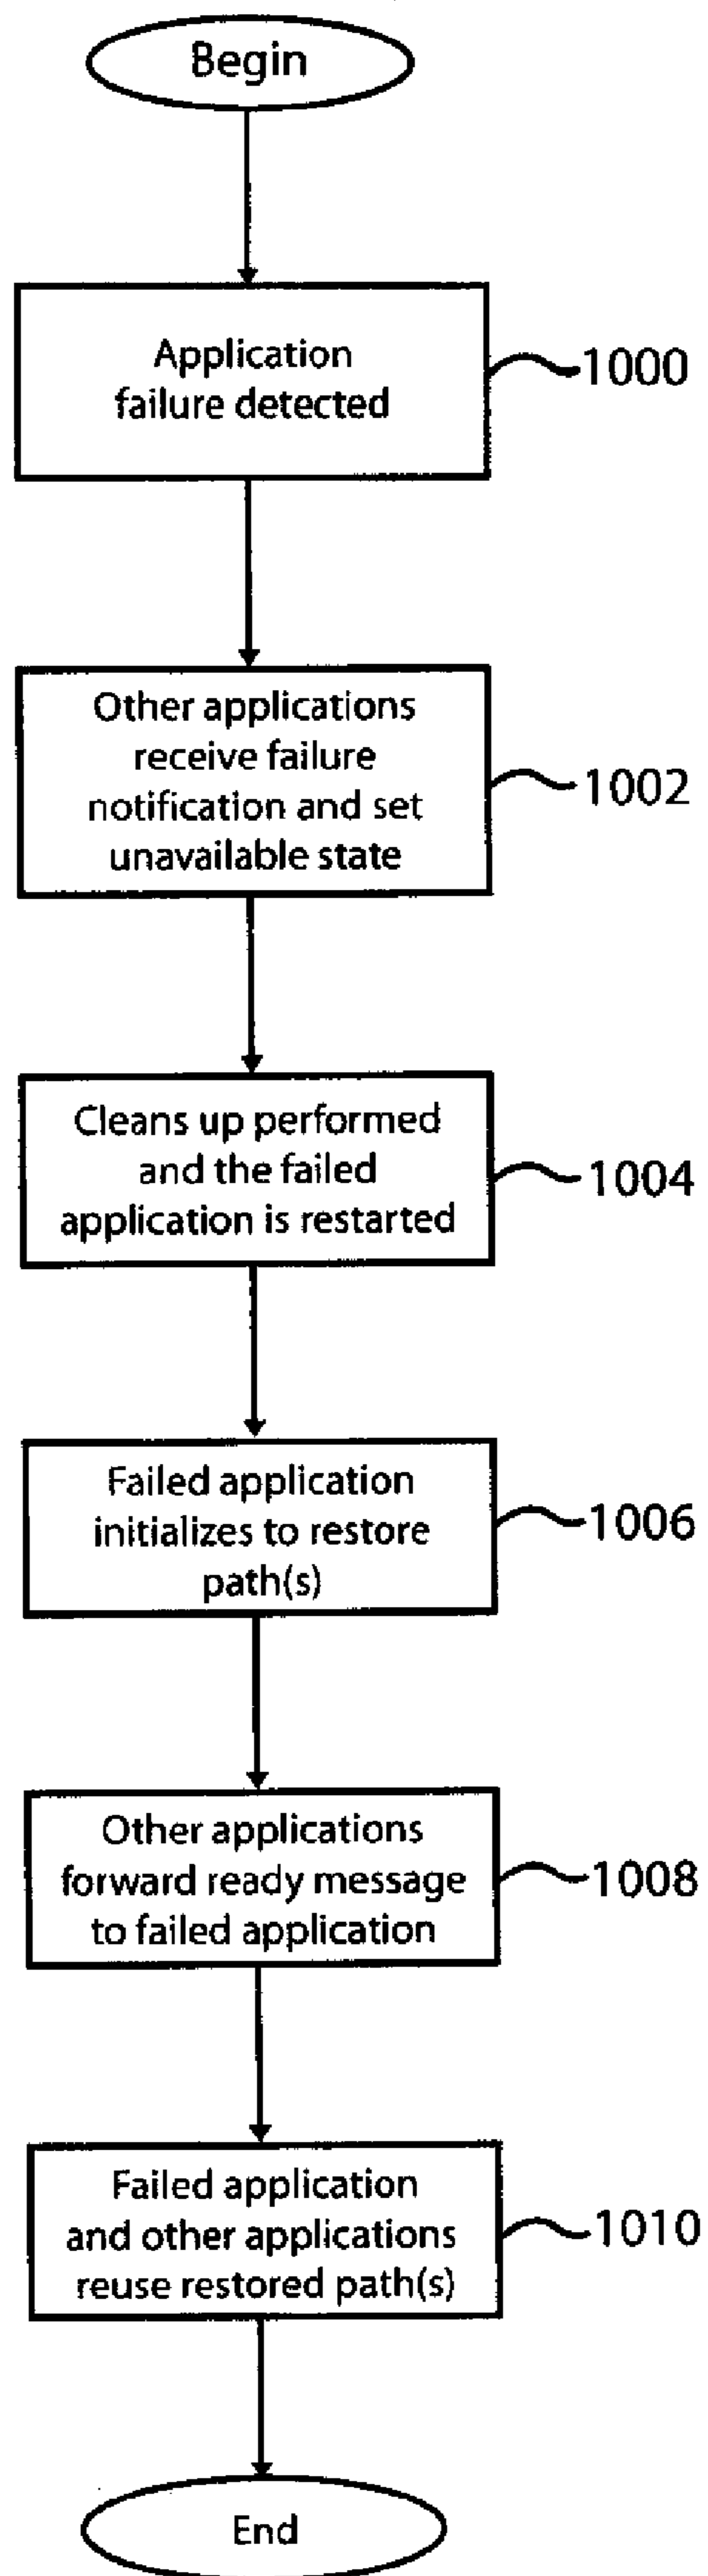 Begin
Application
failure detected
1000
Other applications
receive failure
notification and set
unavailable state
1002
Cleans up performed
and the failed
application is restarted
1004
Failed application
initializes to restore
path(s)
1006
Other applications
forward ready message
to failed application
1008
Failed application
and other applications
reuse restored path(s)
1010
End